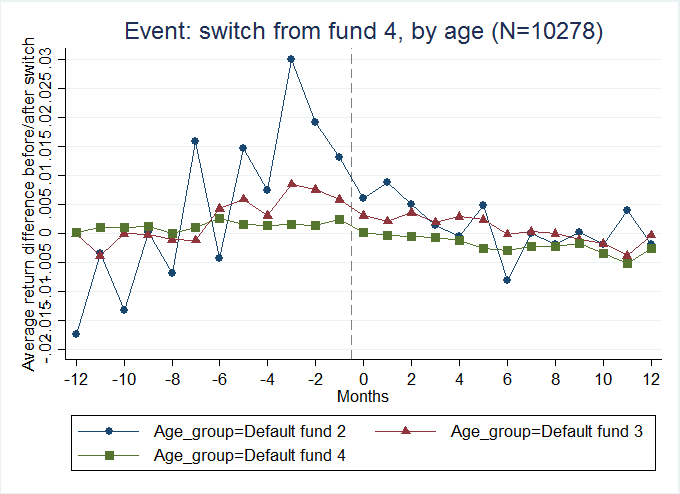 Event: switch from fund 4, by age (N=10278)
Average return difference before/after switch
.03
.025
.02
.015
.01
.005
0
-.005
-.01
-.015
-.02
-12 -10 -8 -6 -4 -2 0 2 4 6 8 10 12
Months
Age_group=Default fund 2 Age_group=Default fund 3
Age_group=Default fund 4